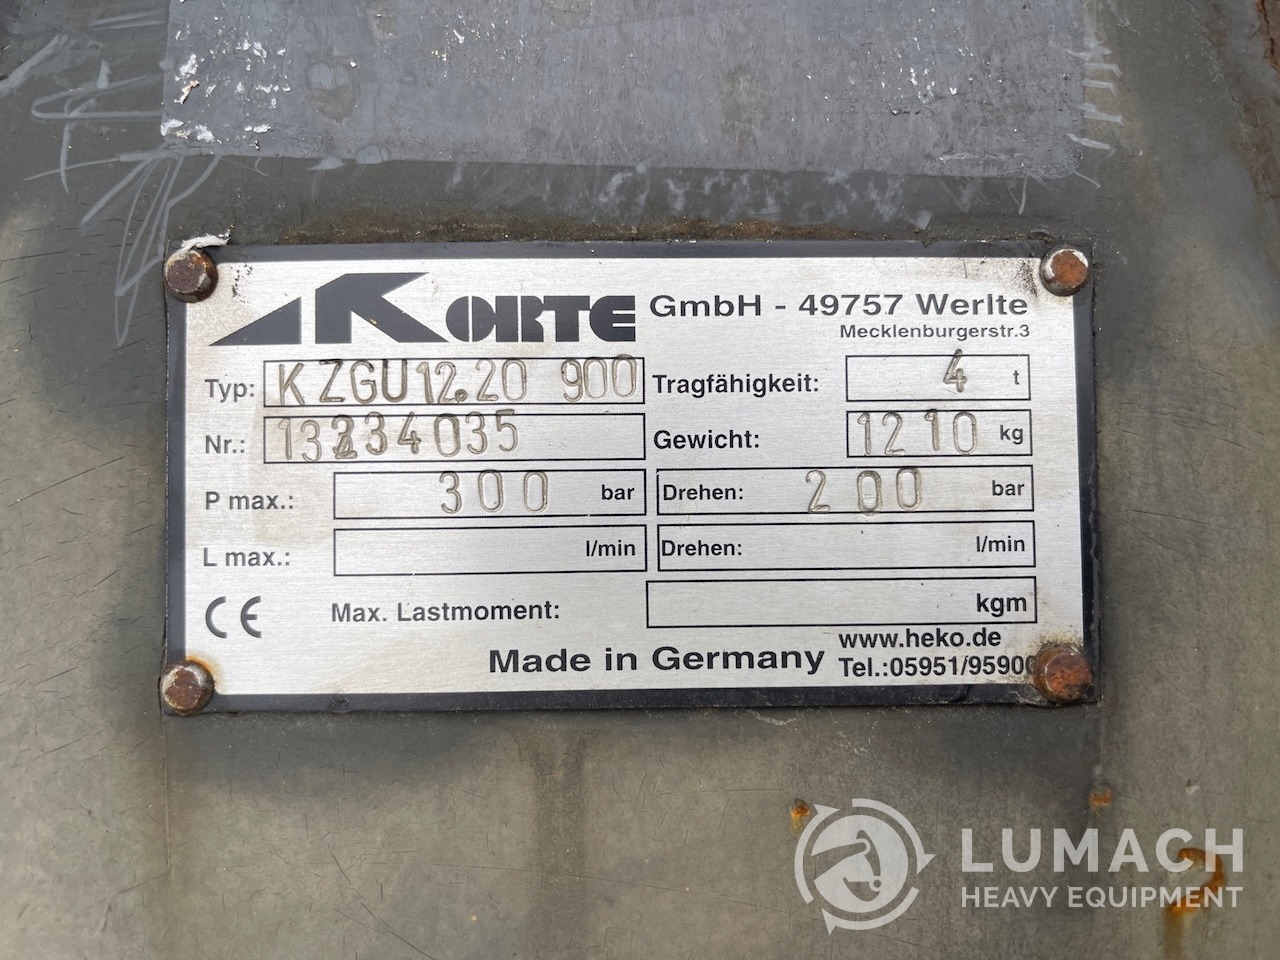 KORTE GmbH - 49757 Werlte
Mecklenburgerstr.3
Typ: KZGU12.20 900 Tragfähigkeit: 4 t
Nr.: 13234035 Gewicht: 1210 kg
P max.: 300 bar Drehen: 200 bar
L max.: l/min Drehen: l/min
CE Max. Lastmoment: kgm
www.heko.de
Made in Germany Tel.:05951/95900
LUMACH
HEAVY EQUIPMENT